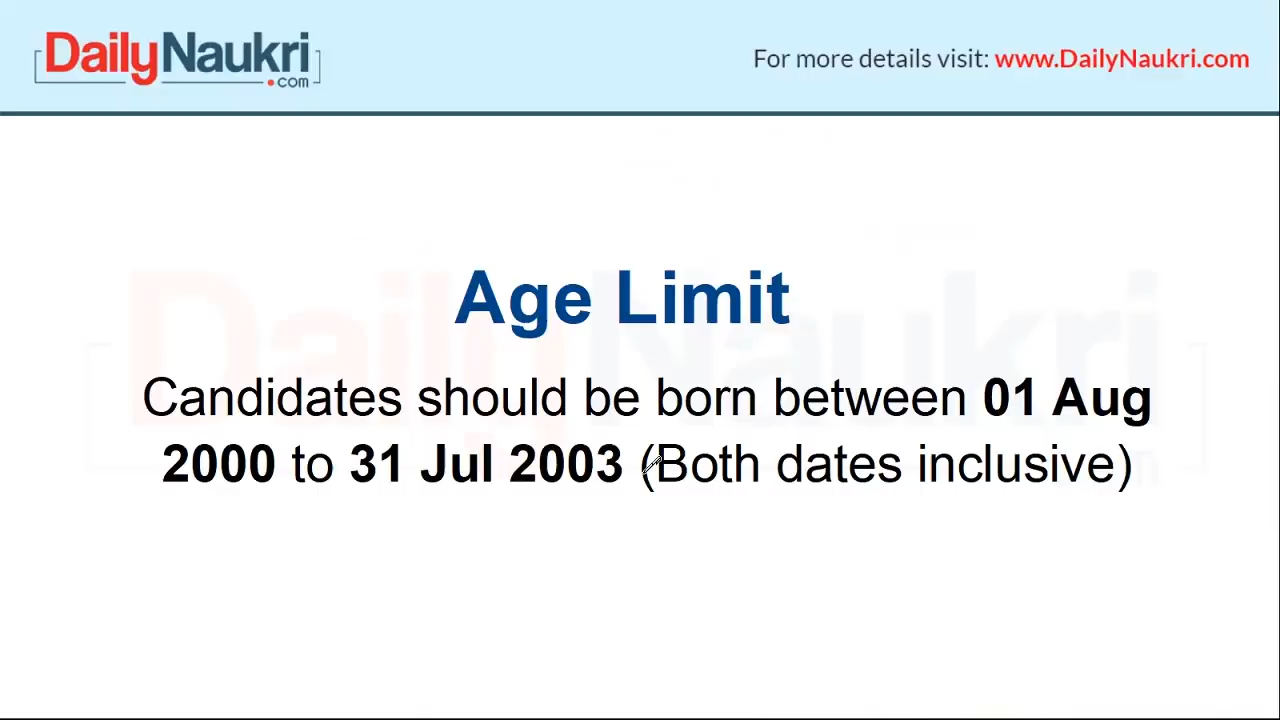 DailyNaukri
.com
For more details visit: www.DailyNaukri.com
Age Limit
Candidates should be born between 01 Aug
2000 to 31 Jul 2003 (Both dates inclusive)